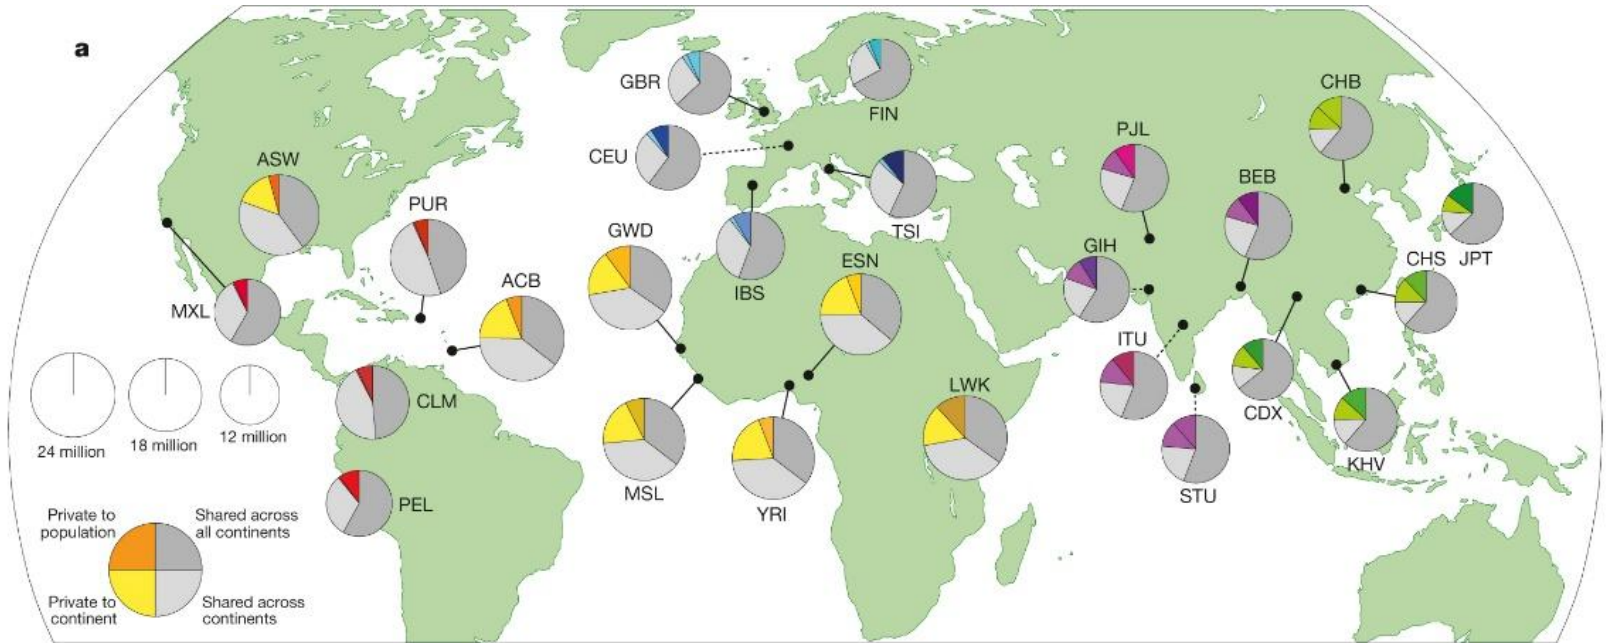 a
GBR
FIN
CHB
CEU
PJL
ASW
BEB
PUR
TSI
GWD
GIH
CHS
JPT
ESN
ACB
IBS
MXL
ITU
LWK
CLM
CDX
24 million
18 million
12 million
KHV
MSL
STU
PEL
YRI
Private to
population
Shared across
all continents
Private to
continent
Shared across
continents